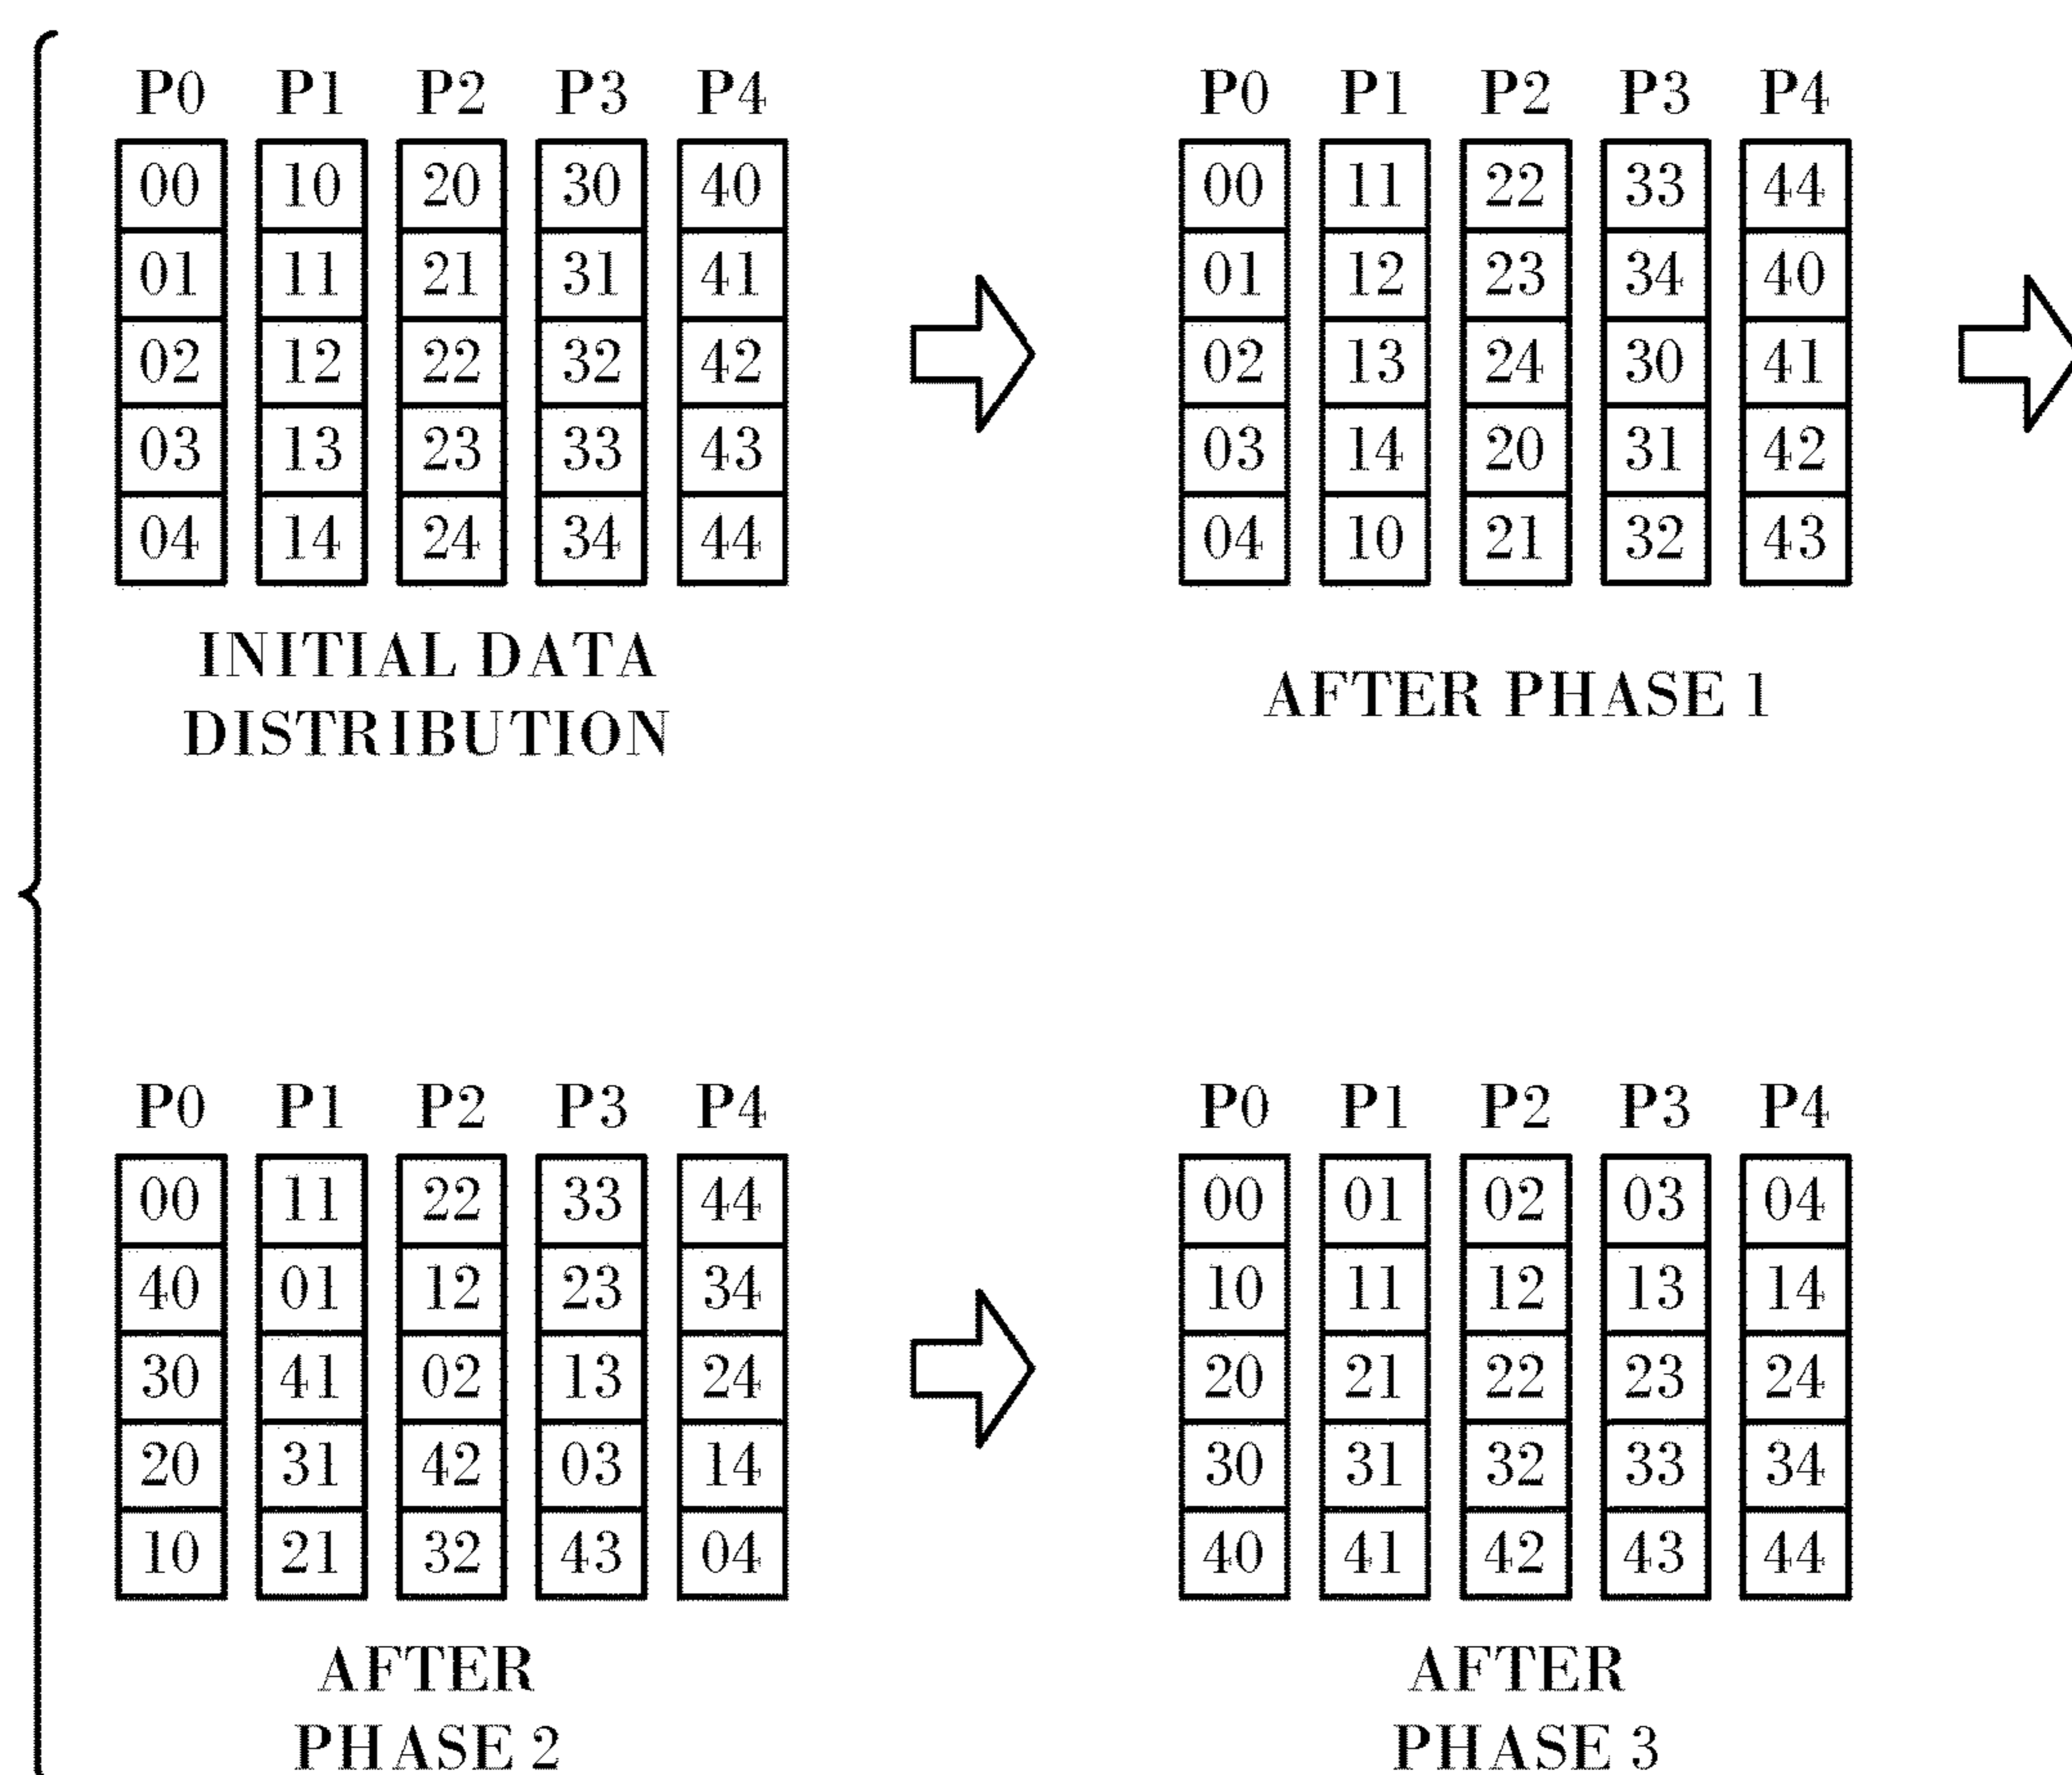 P0 P1 P2 P3 P4
00 10 20 30 40
01 11 21 31 41
02 12 22 32 42
03 13 23 33 43
04 14 24 34 44
INITIAL DATA
DISTRIBUTION
P0 P1 P2 P3 P4
00 11 22 33 44
01 12 23 34 40
02 13 24 30 41
03 14 20 31 42
04 10 21 32 43
AFTER PHASE 1
P0 P1 P2 P3 P4
00 11 22 33 44
40 01 12 23 34
30 41 02 13 24
20 31 42 03 14
10 21 32 43 04
AFTER
PHASE 2
P0 P1 P2 P3 P4
00 01 02 03 04
10 11 12 13 14
20 21 22 23 24
30 31 32 33 34
40 41 42 43 44
AFTER
PHASE 3